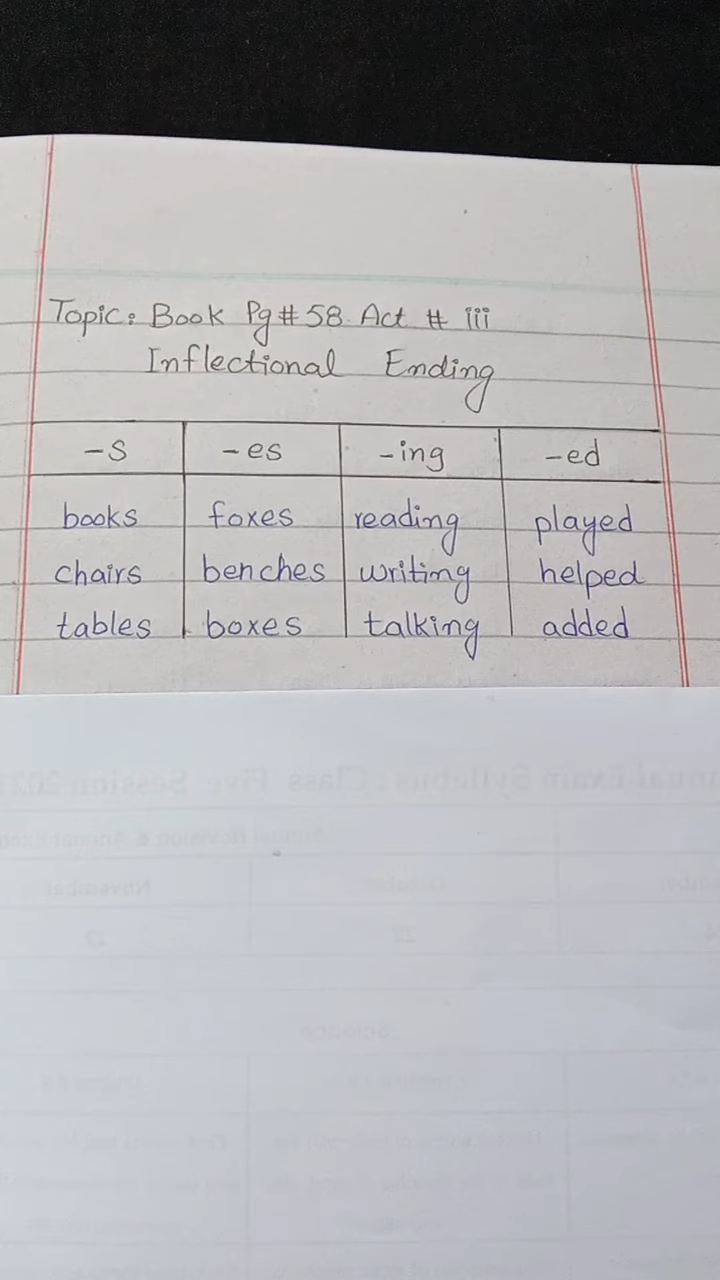 Topic: Book Pg# 58 Act # iii
Inflectional Ending
-s -es -ing -ed
books foxes reading played
chairs benches writing helped
tables boxes talking added